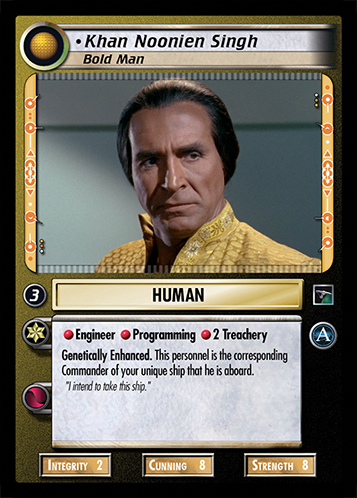 • Khan Noonien Singh
Bold Man
3
HUMAN
Engineer Programming 2 Treachery
Genetically Enhanced. This personnel is the corresponding
Commander of your unique ship that he is aboard.
"I intend to take this ship."
A
INTEGRITY 2 CUNNING 8 STRENGTH 8